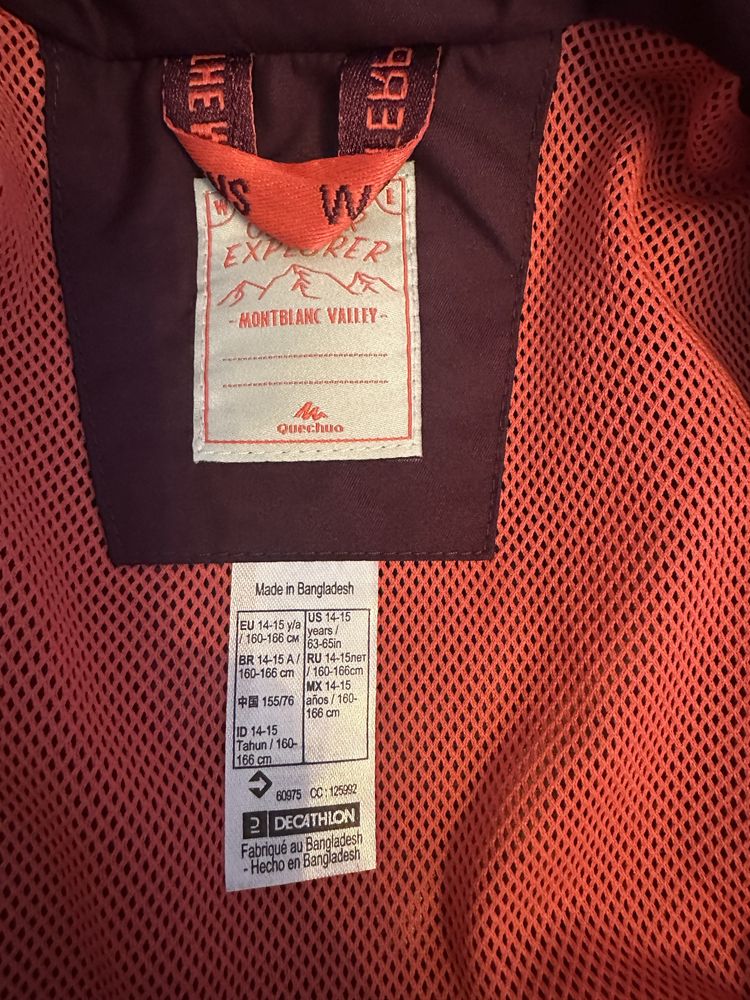 THE
W
EXPLORER
-MONTBLANC VALLEY-
Quechua
Made in Bangladesh
EU 14-15 y/a
/ 160-166 см
BR 14-15 A /
160-166 cm
中国 155/76
ID 14-15
Tahun / 160-
166 cm
US 14-15
years /
63-65in
RU 14-15лет
/ 160-166cm
MX 14-15
años / 160-
166 cm
60975 CC : 125992
DECATHLON
Fabriqué au Bangladesh
- Hecho en Bangladesh